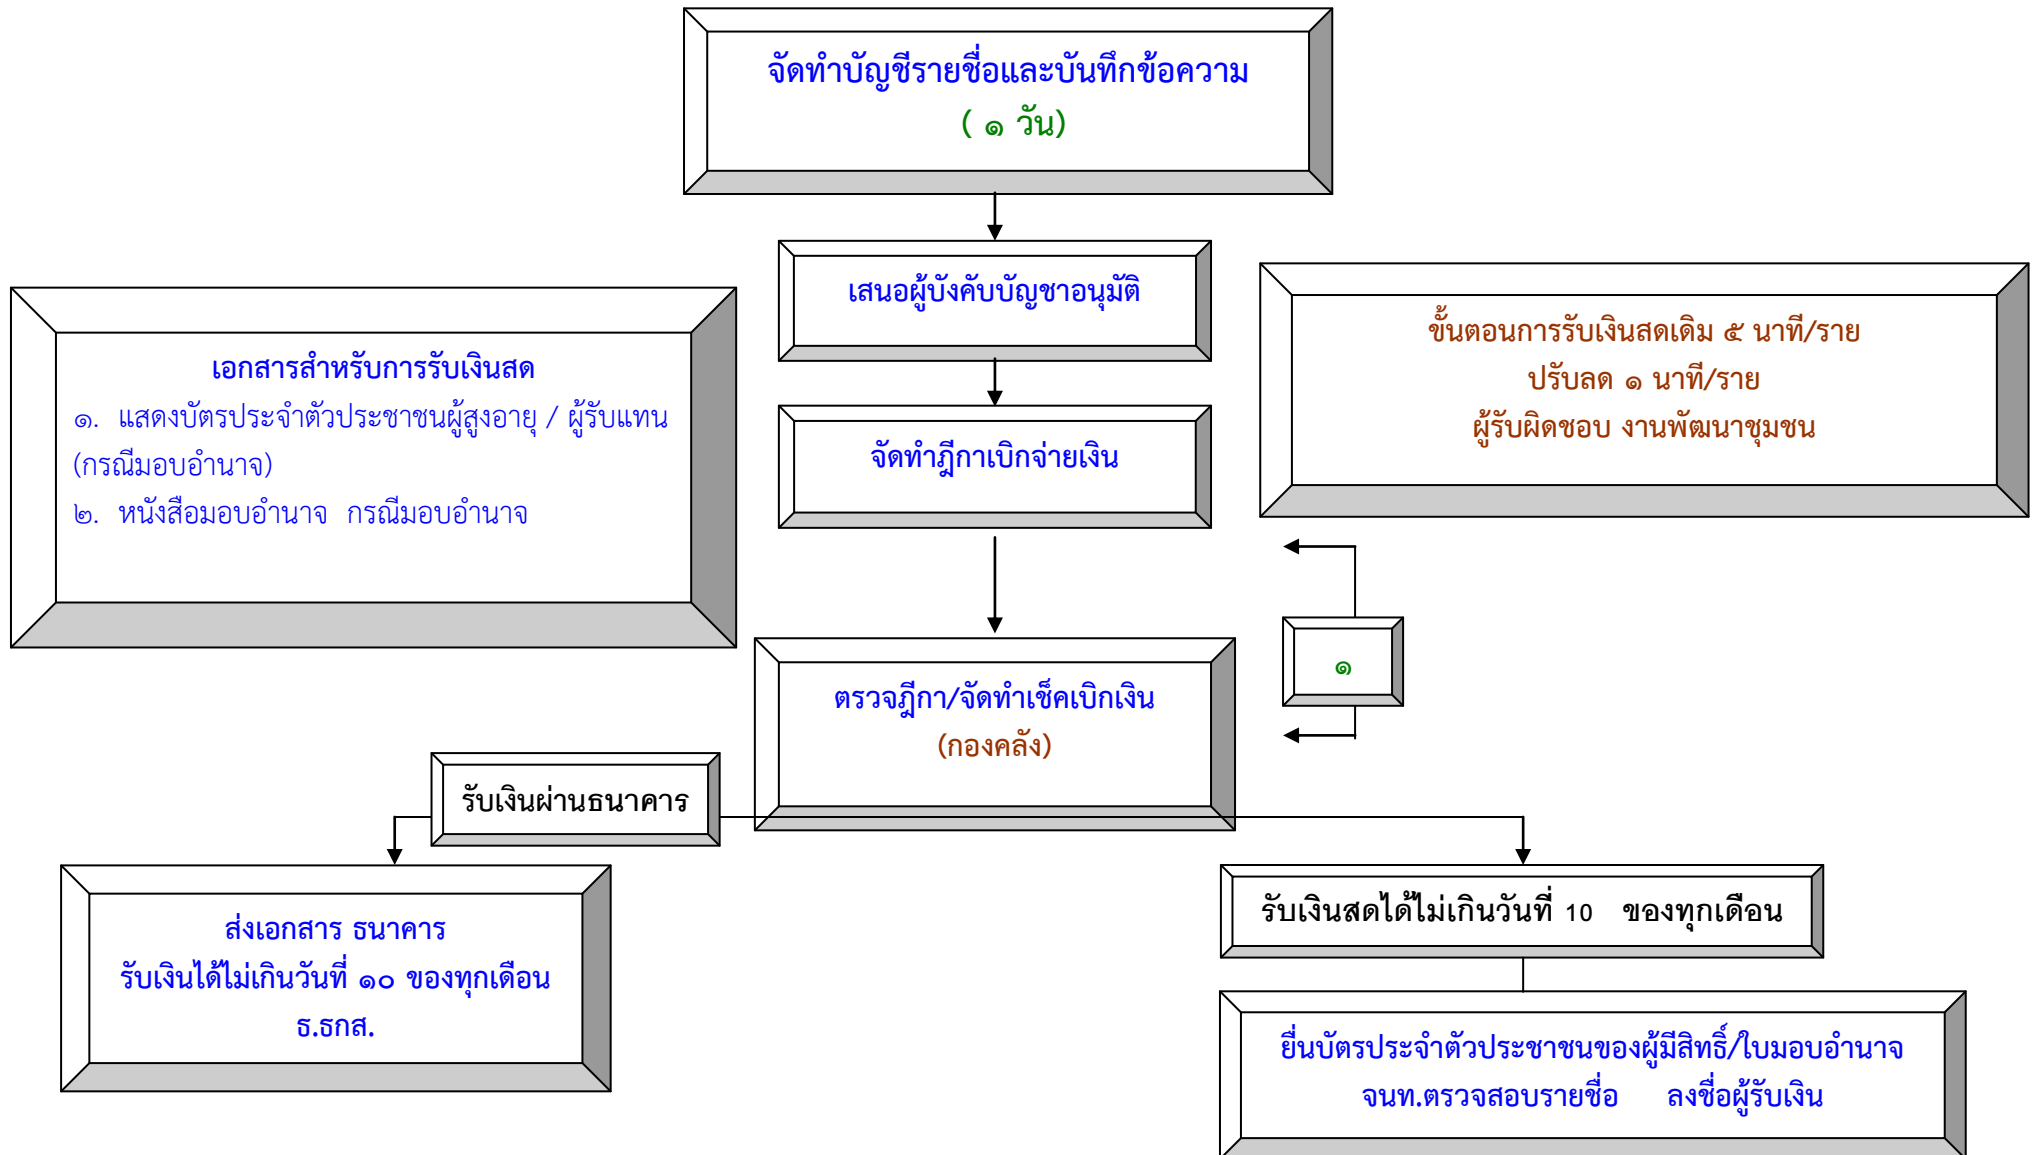 จัดทำบัญชีรายชื่อและบันทึกข้อความ
( ๑ วัน)
เสนอผู้บังคับบัญชาอนุมัติ
เอกสารสำหรับการรับเงินสด
๑. แสดงบัตรประจำตัวประชาชนผู้สูงอายุ / ผู้รับแทน
(กรณีมอบอำนาจ)
๒. หนังสือมอบอำนาจ กรณีมอบอำนาจ
ขั้นตอนการรับเงินสดเดิม ๕ นาที/ราย
ปรับลด ๑ นาที/ราย
ผู้รับผิดชอบ งานพัฒนาชุมชน
จัดทำฎีกาเบิกจ่ายเงิน
๑
ตรวจฎีกา/จัดทำเช็คเบิกเงิน
(กองคลัง)
รับเงินผ่านธนาคาร
ส่งเอกสาร ธนาคาร
รับเงินได้ไม่เกินวันที่ ๑๐ ของทุกเดือน
ธ.ธกส.
รับเงินสดได้ไม่เกินวันที่ 10 ของทุกเดือน
ยื่นบัตรประจำตัวประชาชนของผู้มีสิทธิ์/ใบมอบอำนาจ
จนท.ตรวจสอบรายชื่อ ลงชื่อผู้รับเงิน